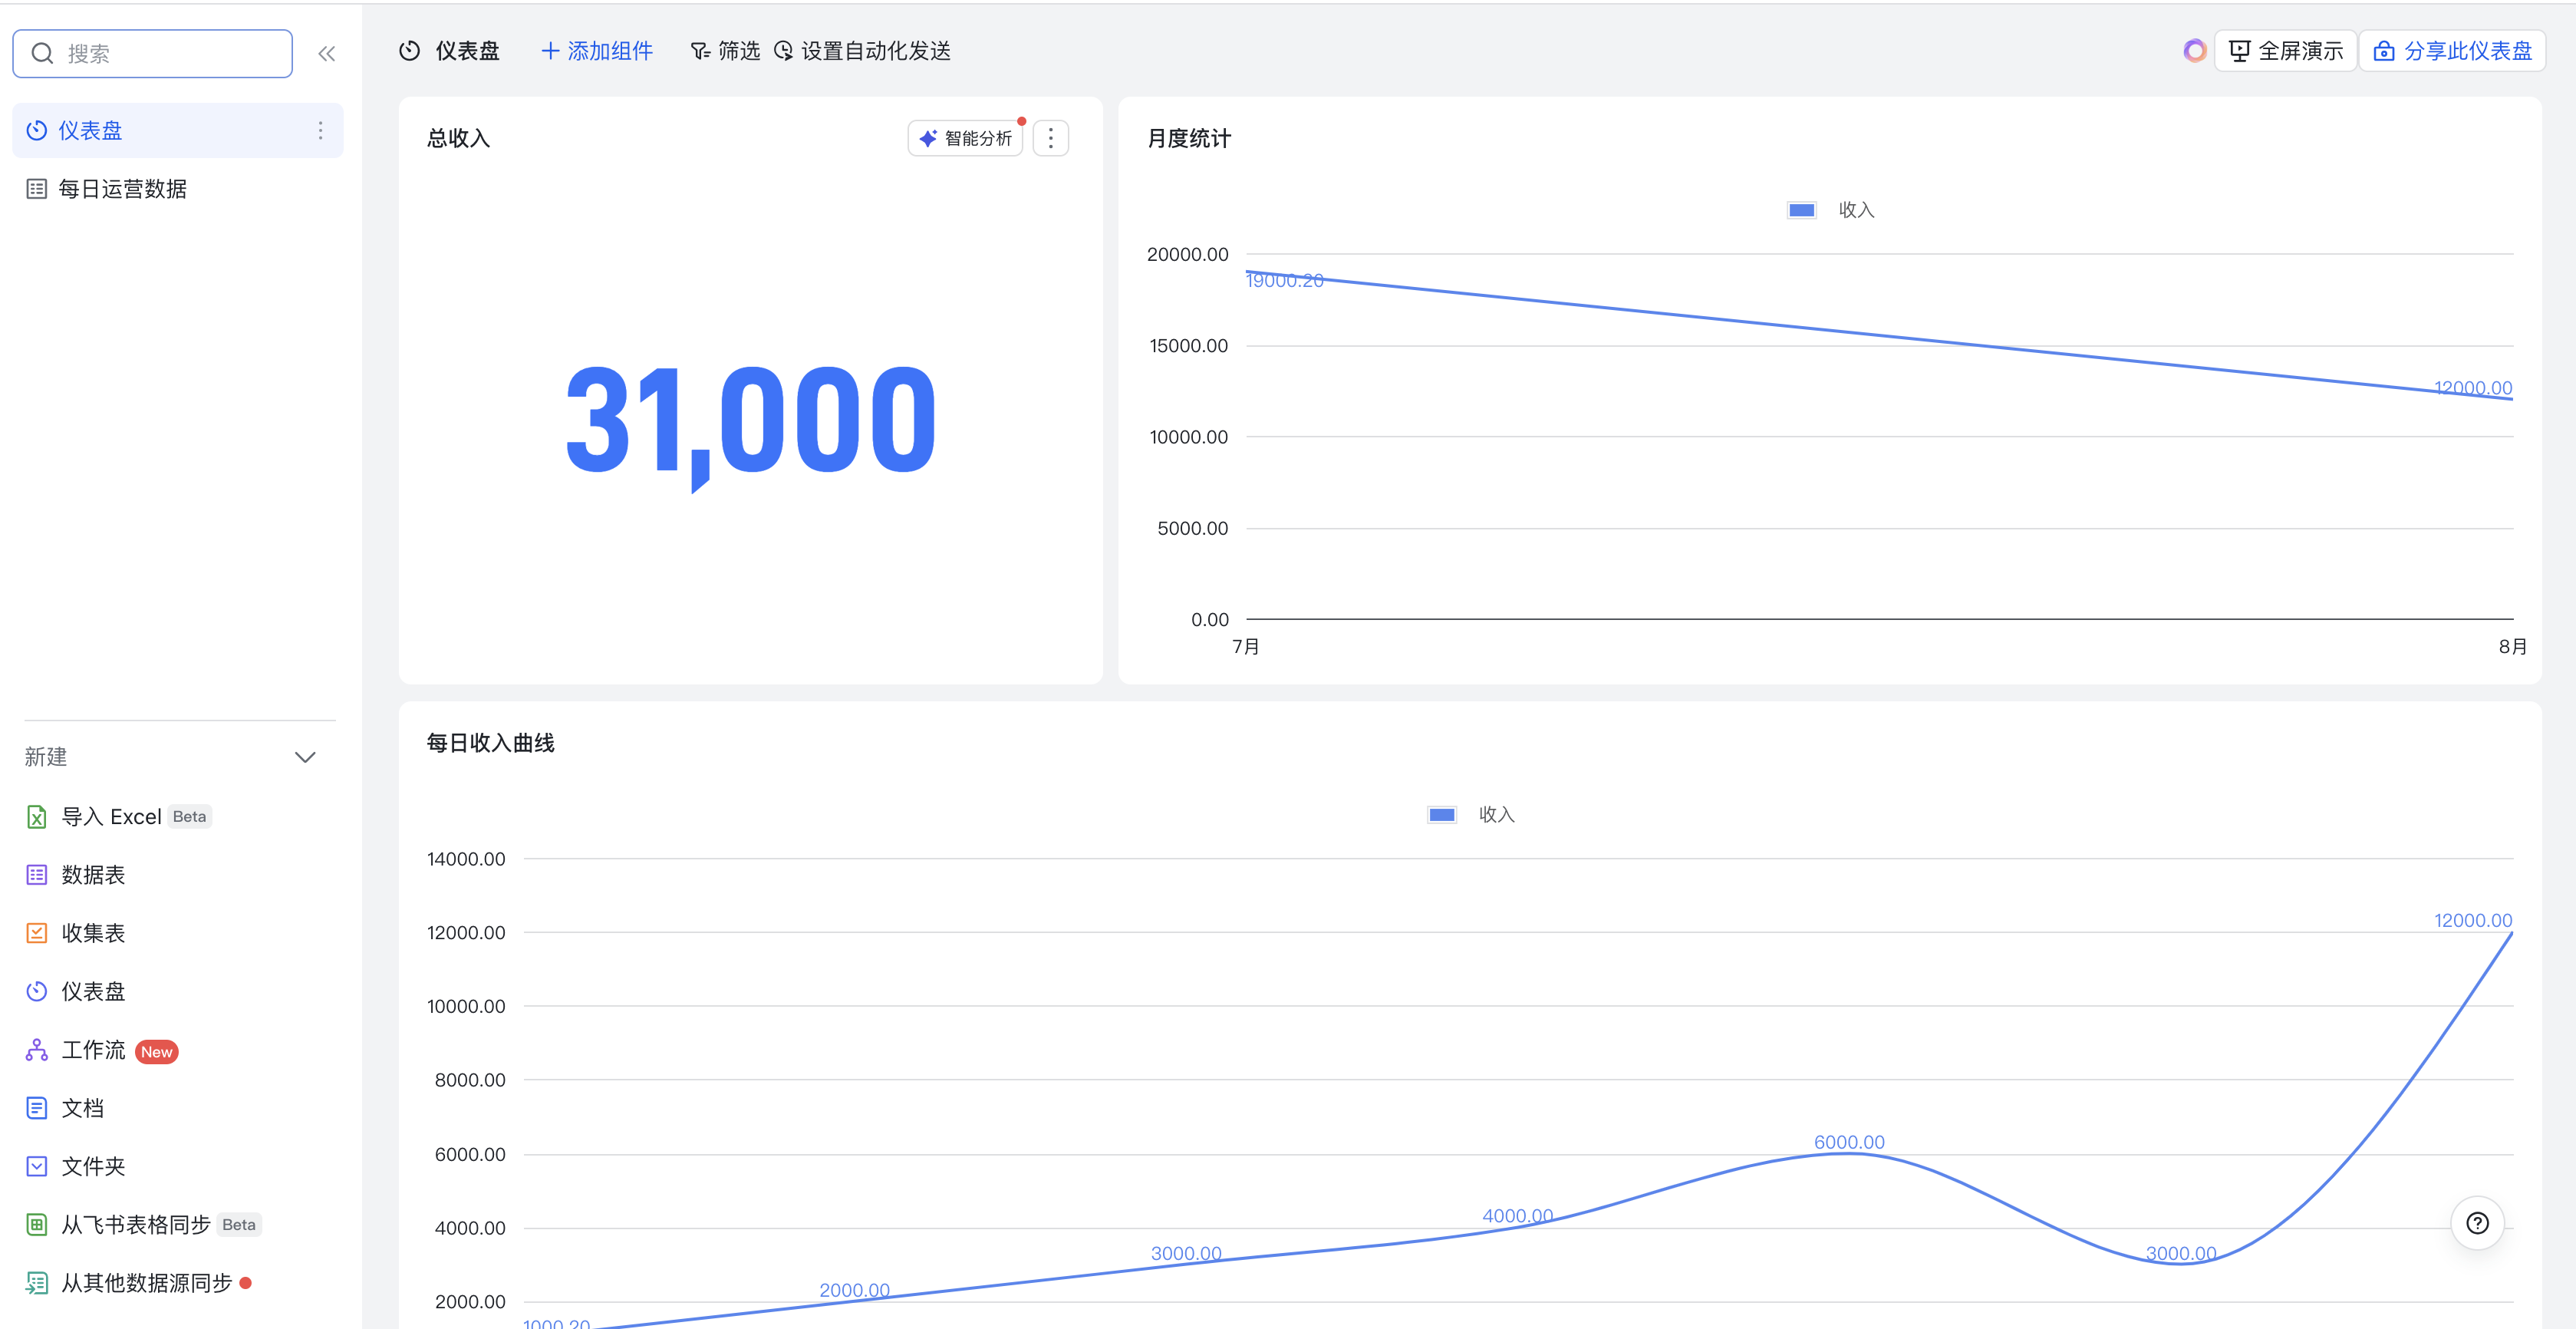 搜索
仪表盘
每日运营数据
新建
导入 Excel Beta
数据表
收集表
仪表盘
工作流 New
文档
文件夹
从飞书表格同步 Beta
从其他数据源同步
仪表盘 添加组件 筛选 设置自动化发送 全屏演示 分享此仪表盘
总收入 智能分析
31,000
月度统计
收入
20000.00
19000.20
15000.00
12000.00
10000.00
5000.00
0.00
7月 8月
每日收入曲线
收入
14000.00
12000.00
12000.00
10000.00
8000.00
6000.00
6000.00
4000.00
4000.00
3000.00
3000.00
2000.00
2000.00
1000.20